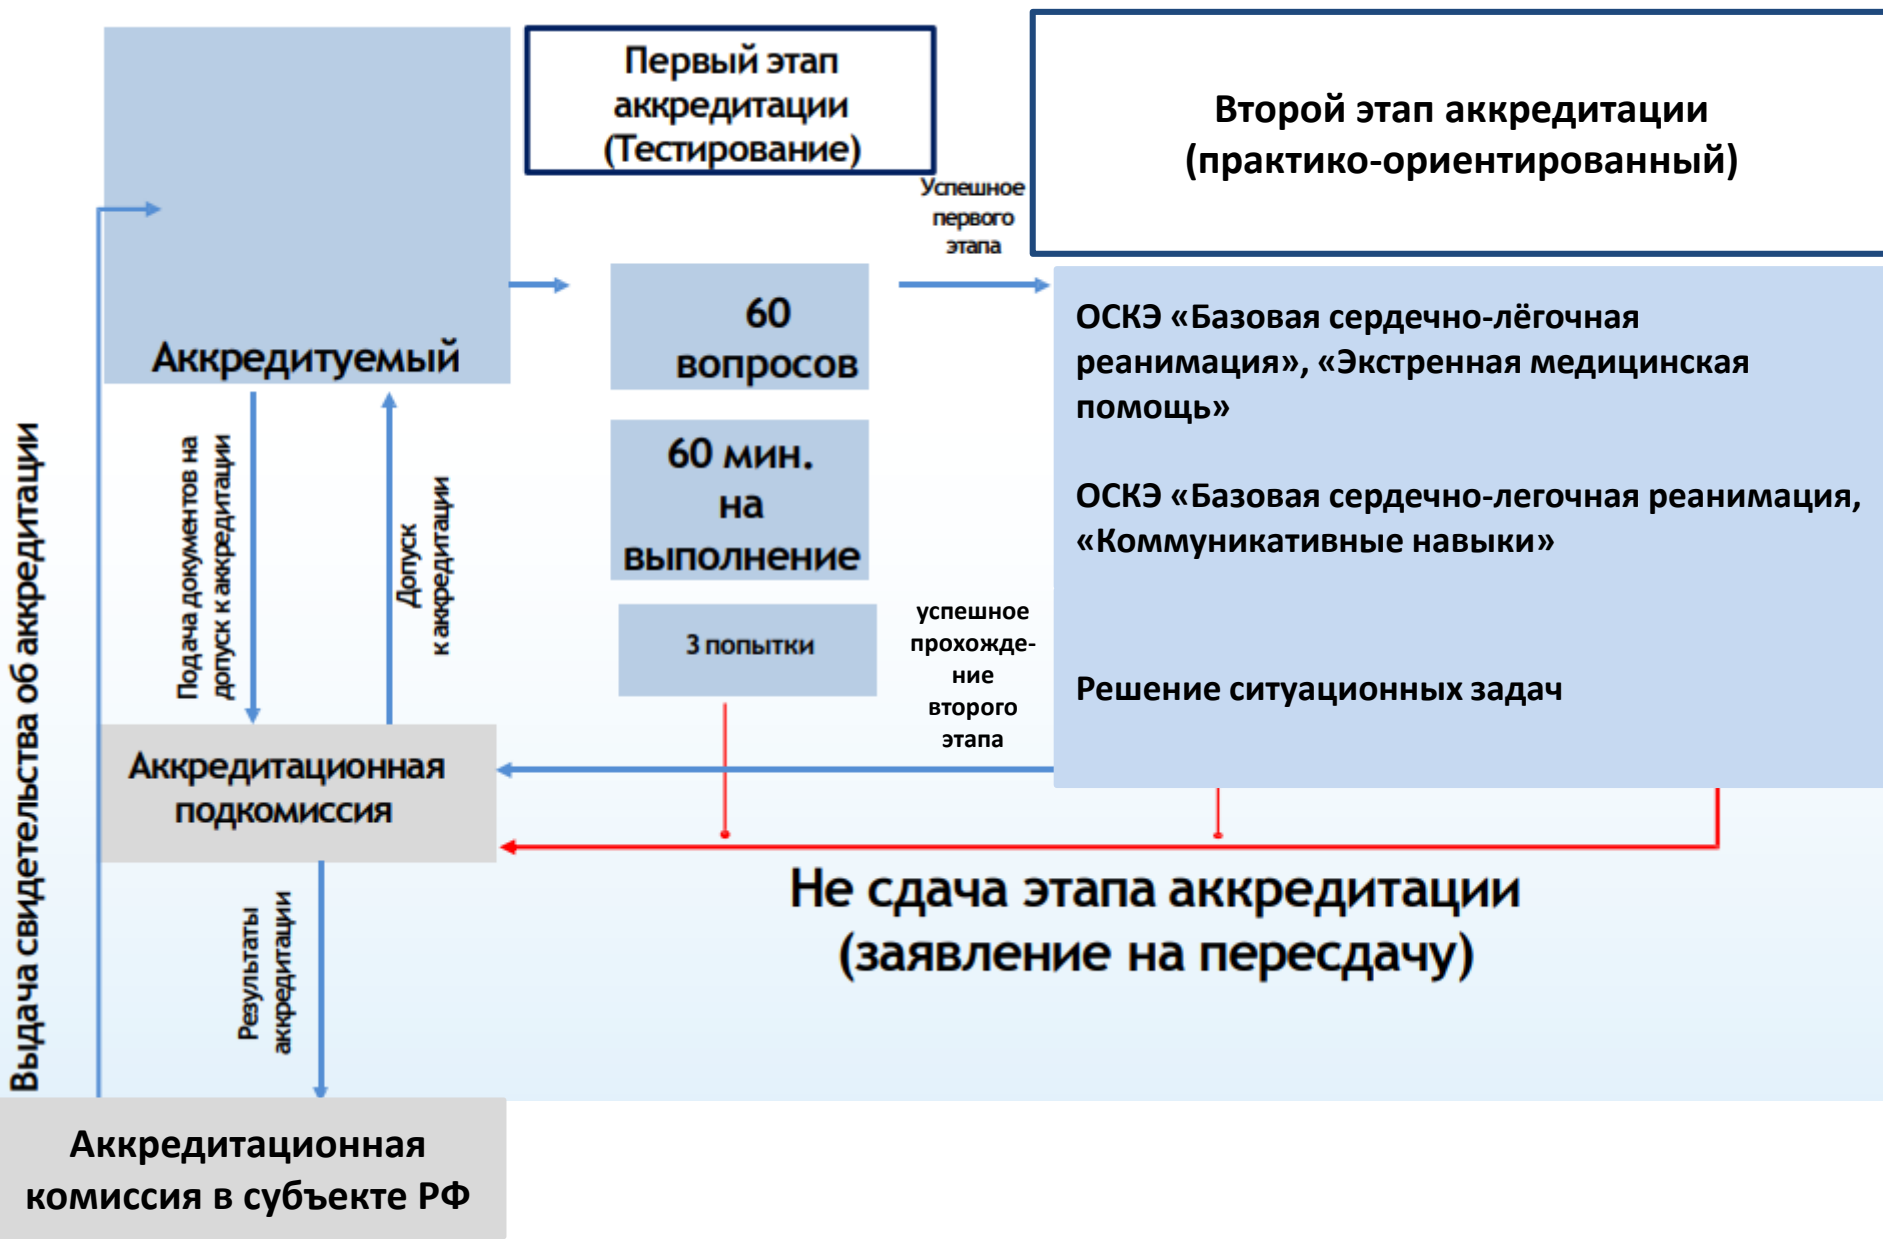 Первый этап
аккредитации
(Тестирование)
Второй этап аккредитации
(практико-ориентированный)
Успешное
первого
этапа
Аккредитуемый
60
вопросов
60 мин.
на
выполнение
3 попытки
ОСКЭ «Базовая сердечно-лёгочная
реанимация», «Экстренная медицинская
помощь»
ОСКЭ «Базовая сердечно-легочная реанимация,
«Коммуникативные навыки»
Решение ситуационных задач
Выдача свидетельства об аккредитации
Подача документов на
допуск к аккредитации
Допуск
к аккредитации
успешное
прохожде-
ние
второго
этапа
Аккредитационная
подкомиссия
Не сдача этапа аккредитации
(заявление на пересдачу)
Результаты
аккредитации
Аккредитационная
комиссия в субъекте РФ